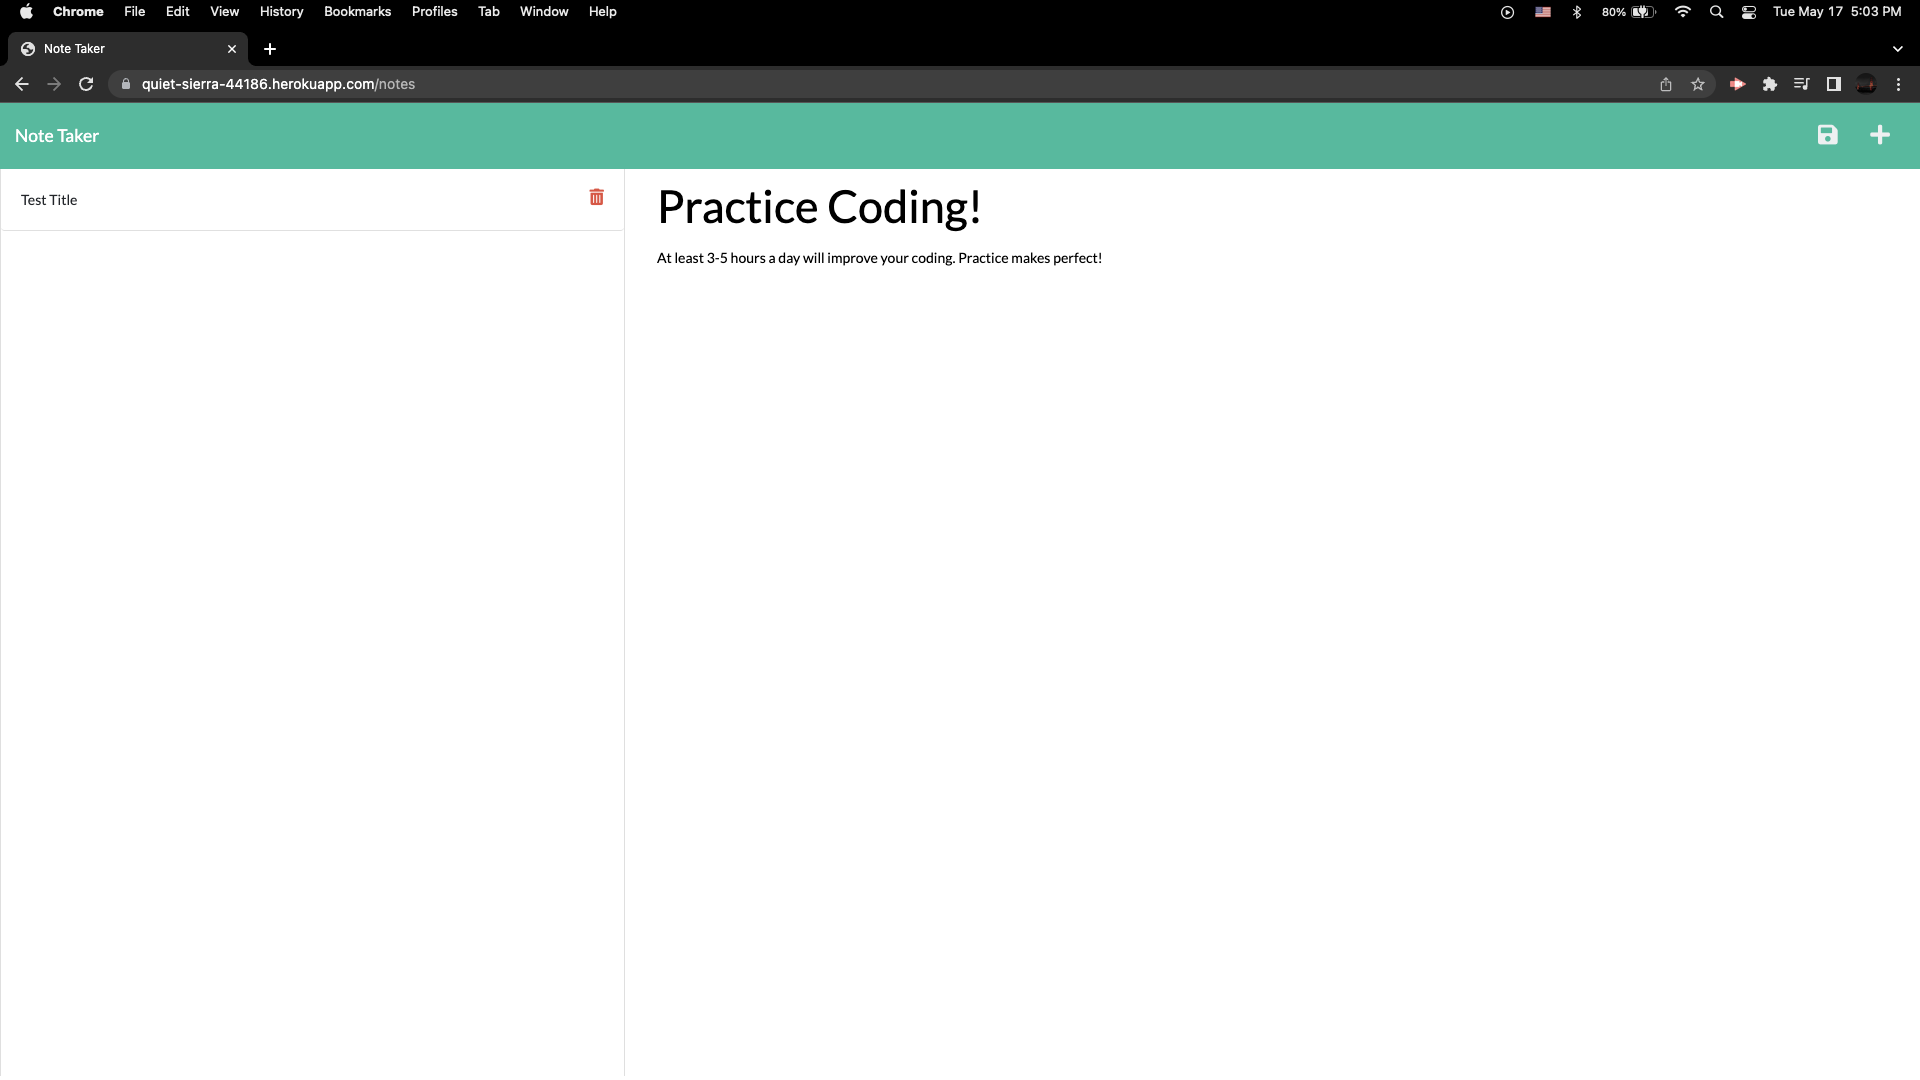 Chrome File Edit View History Bookmarks Profiles Tab Window Help 80% Tue May 17 5:03 PM
Note Taker
quiet-sierra-44186.herokuapp.com/notes
Note Taker
Test Title
Practice Coding!
At least 3-5 hours a day will improve your coding. Practice makes perfect!